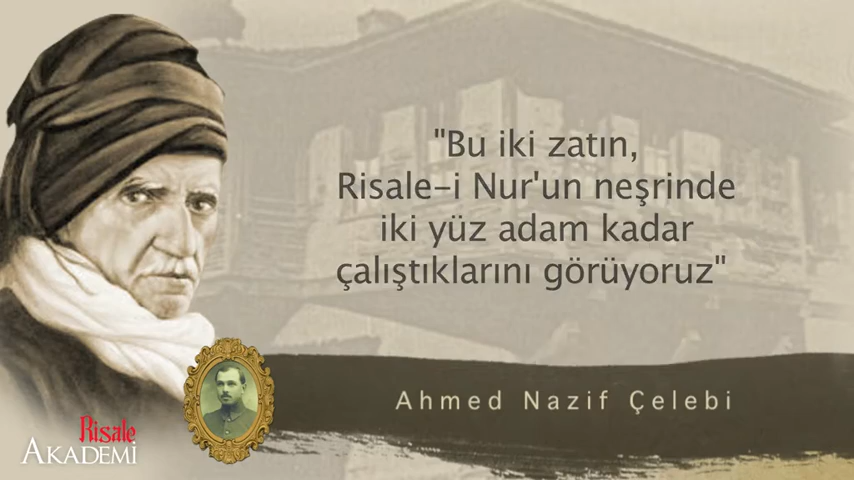 "Bu iki zatın,
Risale-i Nur'un neşrinde
iki yüz adam kadar
çalıştıklarını görüyoruz"
Ahmed Nazif Çelebi
Risale
AKADEMİ